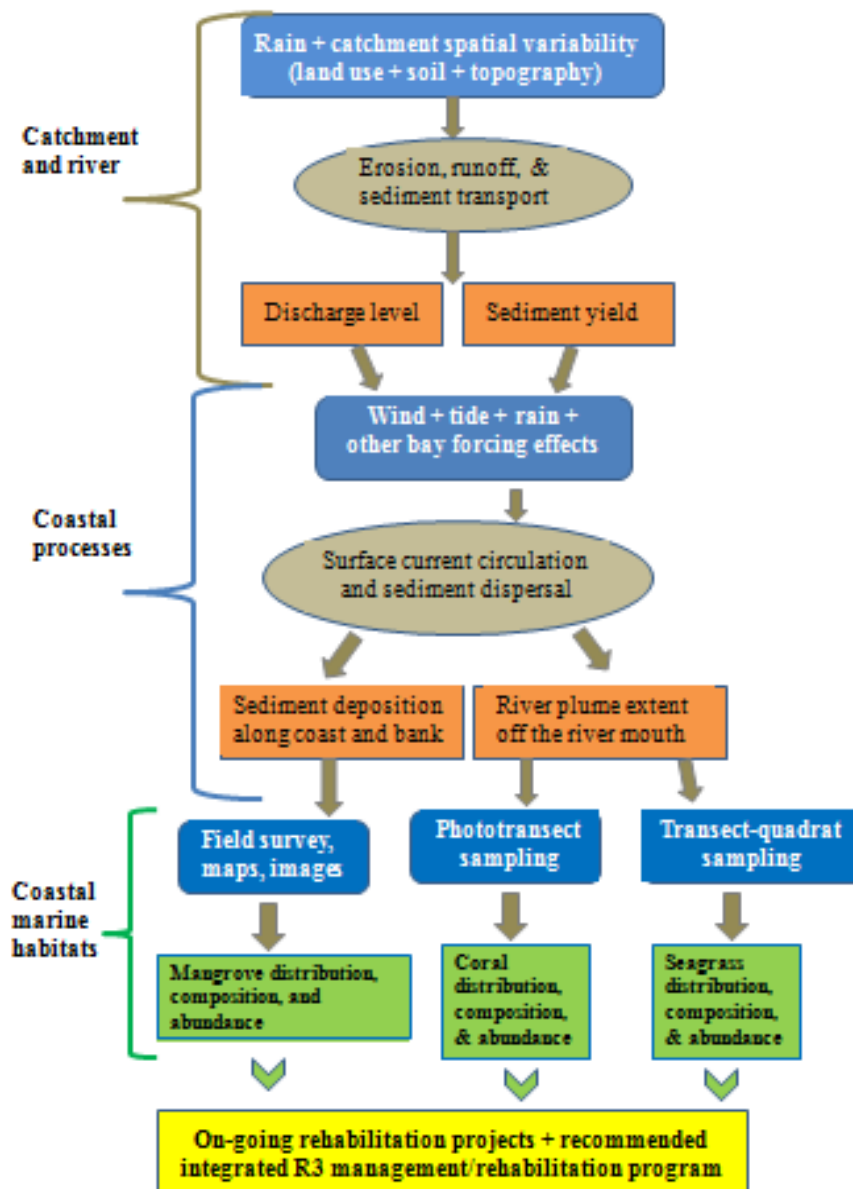 Rain + catchment spatial variability
(land use + soil + topography)
Catchment
and river
Erosion, runoff, &
sediment transport
Discharge level
Sediment yield
Wind + tide + rain +
other bay forcing effects
Coastal
processes
Surface current circulation
and sediment dispersal
Sediment deposition
along coast and bank
River plume extent
off the river mouth
Field survey,
maps, images
Phototransect
sampling
Transect-quadrat
sampling
Coastal
marine
habitats
Mangrove distribution,
composition, and
abundance
Coral
distribution,
composition,
& abundance
Seagrass
distribution,
composition,
& abundance
On-going rehabilitation projects + recommended
integrated R3 management/rehabilitation program